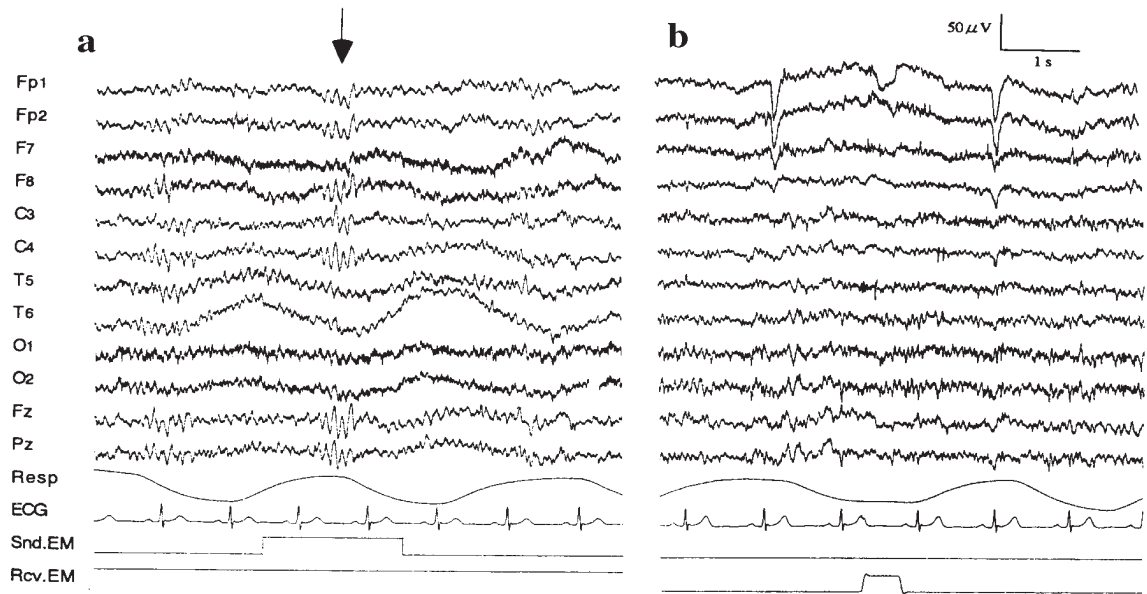 a
b
50 μV
1 s
Fp1
Fp2
F7
F8
C3
C4
T5
T6
O1
O2
Fz
Pz
Resp
ECG
Snd.EM
Rcv.EM